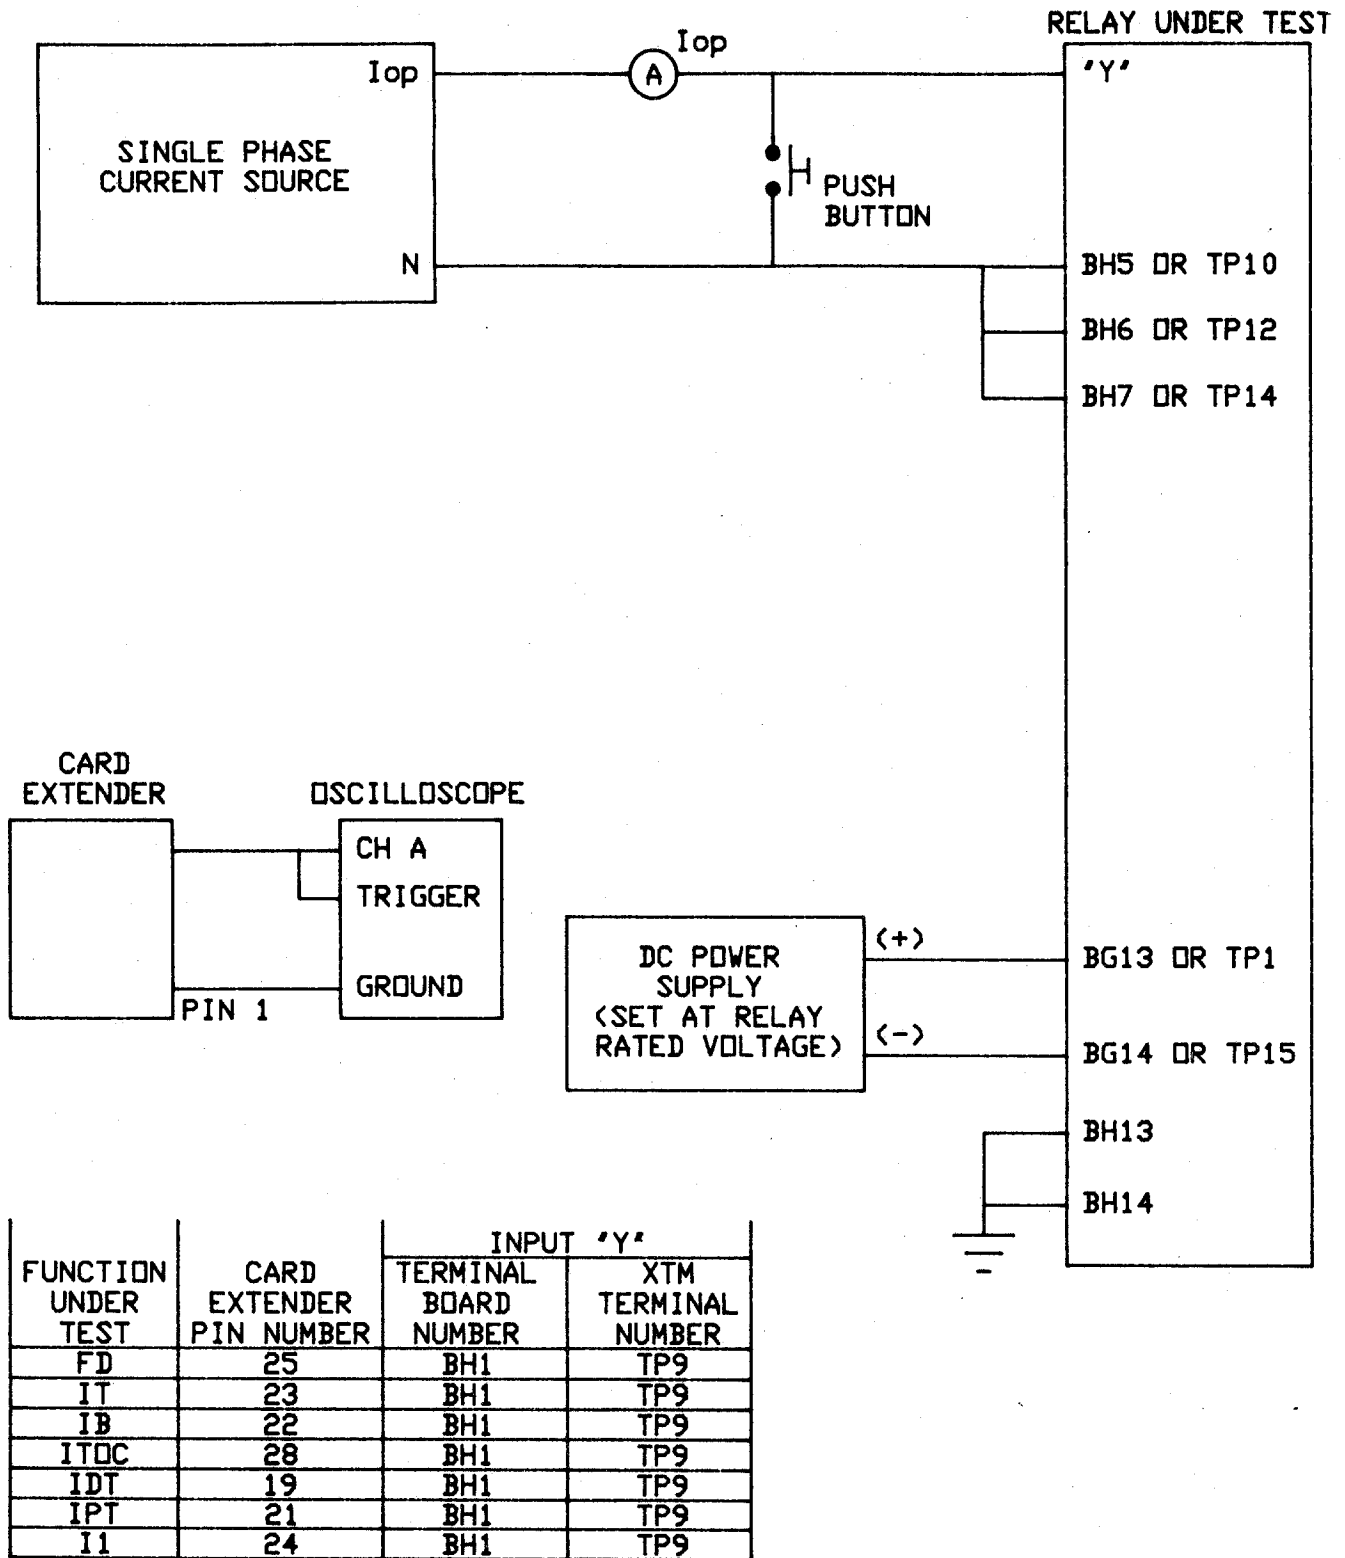 RELAY UNDER TEST
Iop
Iop
"Y"
SINGLE PHASE
CURRENT SOURCE
PUSH
BUTTON
N
BH5 OR TP10
BH6 OR TP12
BH7 OR TP14
CARD
EXTENDER
OSCILLOSCOPE
CH A
TRIGGER
GROUND
PIN 1
A
DC POWER
SUPPLY
(SET AT RELAY
RATED VOLTAGE)
(+)
(-)
BG13 OR TP1
BG14 OR TP15
BH13
BH14
INPUT "Y"
FUNCTION
UNDER
TEST
CARD
EXTENDER
PIN NUMBER
TERMINAL
BOARD
NUMBER
XTM
TERMINAL
NUMBER
FD 25 BH1 TP9
IT 23 BH1 TP9
IB 22 BH1 TP9
ITOC 28 BH1 TP9
IDT 19 BH1 TP9
IPT 21 BH1 TP9
I1 24 BH1 TP9